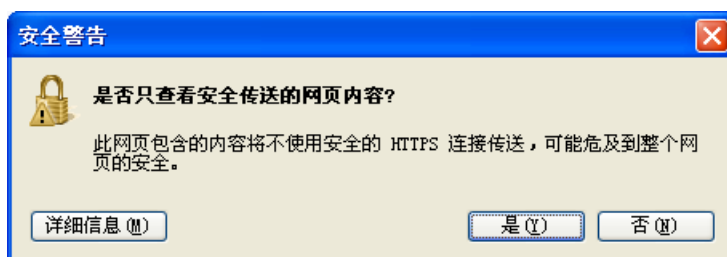 安全警告
是否只查看安全传送的网页内容?
此网页包含的内容将不使用安全的 HTTPS 连接传送，可能危及到整个网
页的安全。
详细信息(M) 是(Y) 否(N)